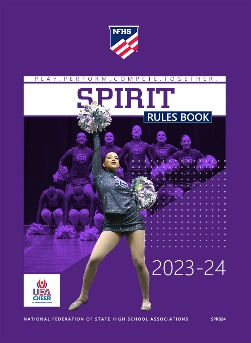 NFHS
PLAY.PERFORM.COMPETE.TOGETHER.
SPIRIT
RULES BOOK
2023-24
USA
CHEER
NATIONAL FEDERATION OF STATE HIGH SCHOOL ASSOCIATIONS
SPRB24